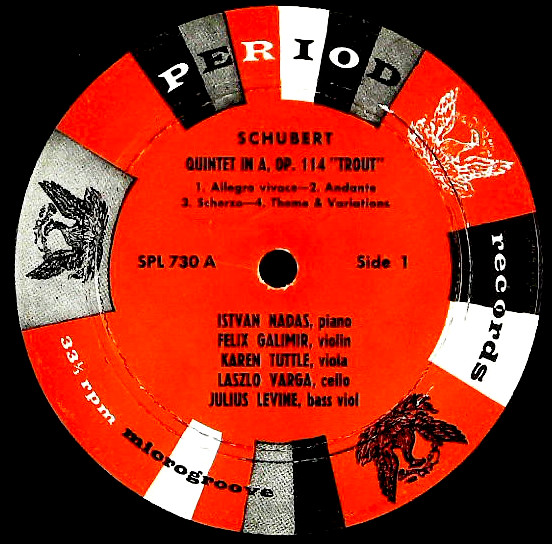 PERIOD
records
SCHUBERT
QUINTET IN A, OP. 114 "TROUT"
1. Allegro vivace—2. Andante
3. Scherzo—4. Theme & Variations
SPL 730 A
Side 1
ISTVAN NADAS, piano
FELIX GALIMIR, violin
KAREN TUTTLE, viola
LASZLO VARGA, cello
JULIUS LEVINE, bass viol
33⅓ rpm microgroove